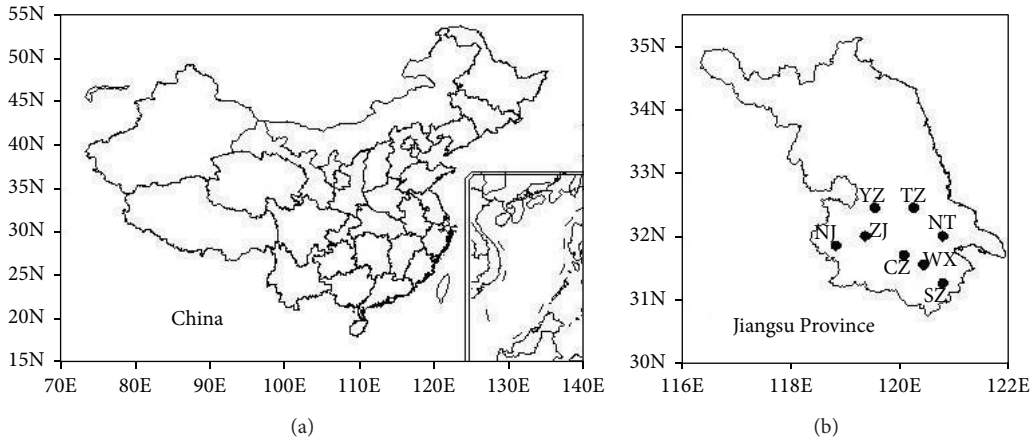 55N
50N
45N
40N
35N
30N
25N
20N
15N
70E 80E 90E 100E 110E 120E 130E 140E
China
(a)
35N
34N
33N
32N
31N
30N
116E 118E 120E 122E
YZ TZ
NJ ZJ NT
CZ WX
SZ
Jiangsu Province
(b)